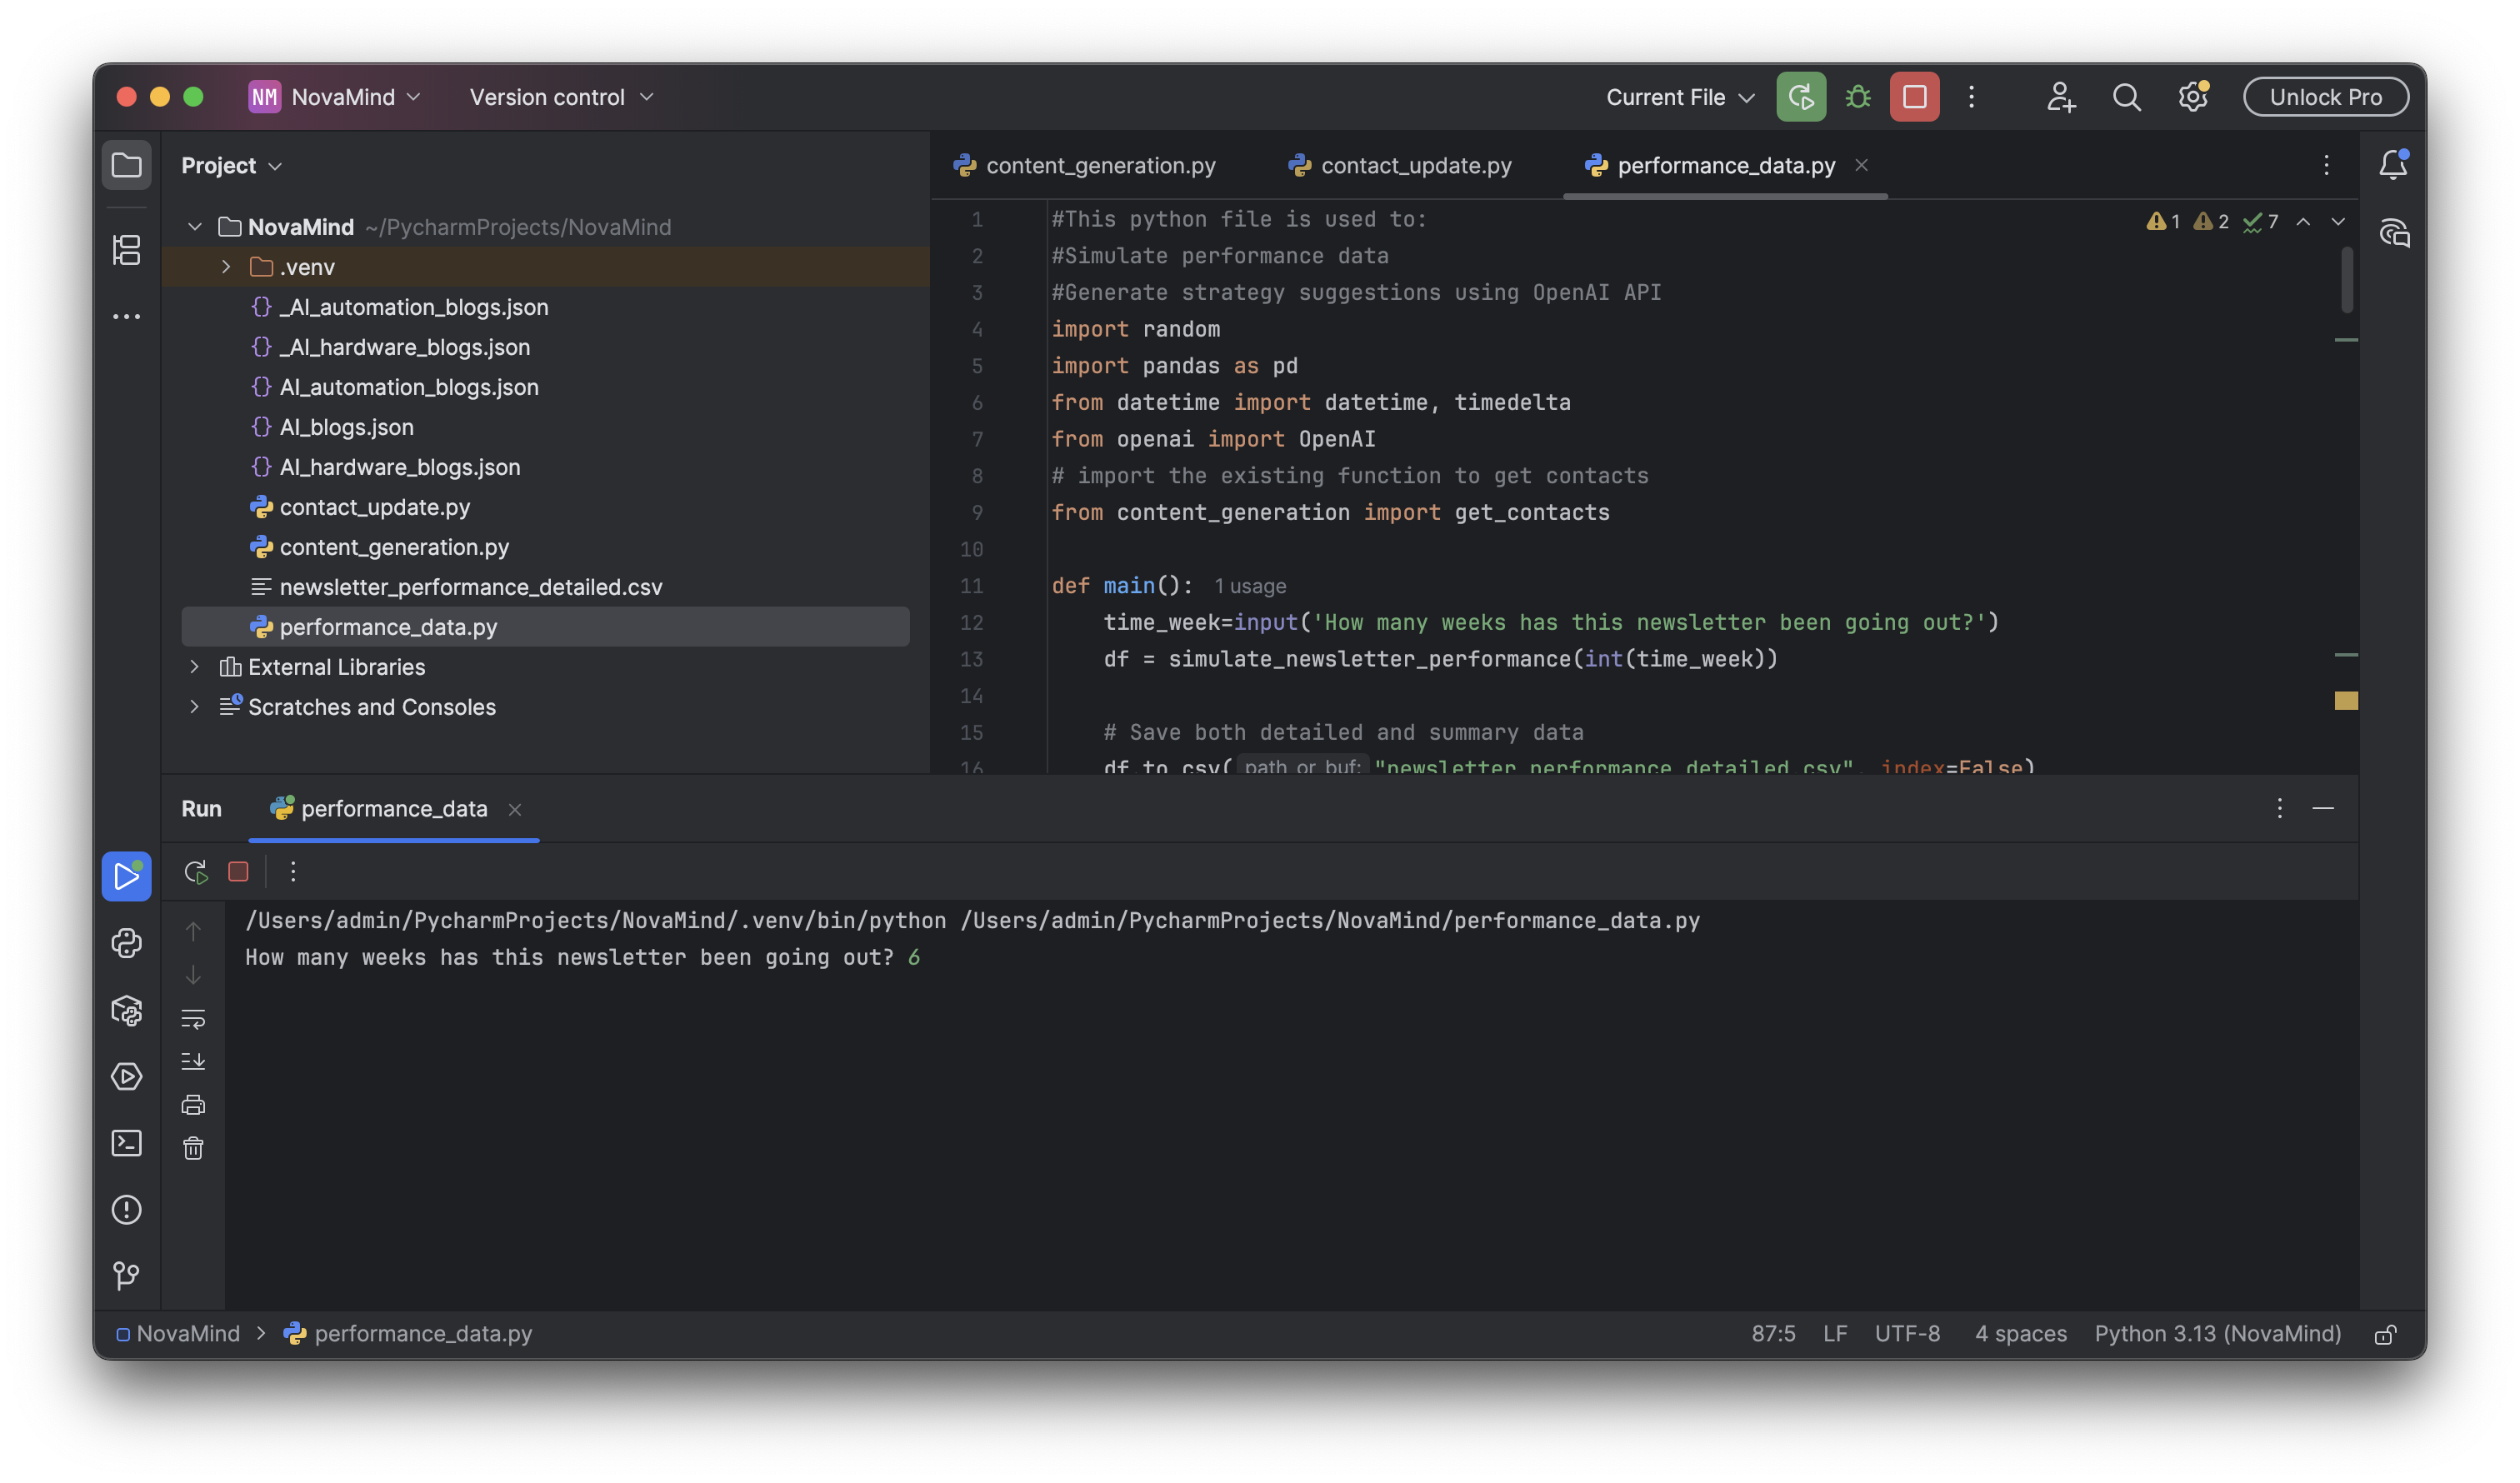 NM NovaMind Version control Current File Unlock Pro
Project
NovaMind ~/PycharmProjects/NovaMind
.venv
_AI_automation_blogs.json
_AI_hardware_blogs.json
AI_automation_blogs.json
AI_blogs.json
AI_hardware_blogs.json
contact_update.py
content_generation.py
newsletter_performance_detailed.csv
performance_data.py
External Libraries
Scratches and Consoles
content_generation.py contact_update.py performance_data.py
1 2 7
1 #This python file is used to:
2 #Simulate performance data
3 #Generate strategy suggestions using OpenAI API
4 import random
5 import pandas as pd
6 from datetime import datetime, timedelta
7 from openai import OpenAI
8 # import the existing function to get contacts
9 from content_generation import get_contacts
10
11 def main(): 1 usage
12 time_week=input('How many weeks has this newsletter been going out?')
13 df = simulate_newsletter_performance(int(time_week))
14
15 # Save both detailed and summary data
16 df.to_csv( path_or_buf: "newsletter_performance_detailed.csv", index=False)
Run performance_data
/Users/admin/PycharmProjects/NovaMind/.venv/bin/python /Users/admin/PycharmProjects/NovaMind/performance_data.py
How many weeks has this newsletter been going out? 6
NovaMind > performance_data.py 87:5 LF UTF-8 4 spaces Python 3.13 (NovaMind)